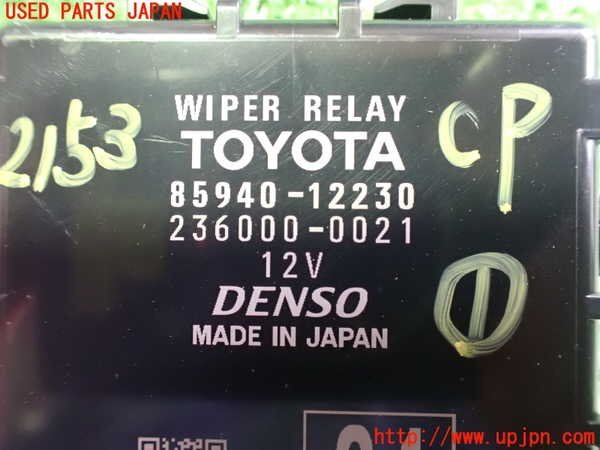 USED PARTS JAPAN
WIPER RELAY
TOYOTA
85940-12230
236000-0021
12V
DENSO
MADE IN JAPAN
2153
CP
①
http://www.upjpn.com/